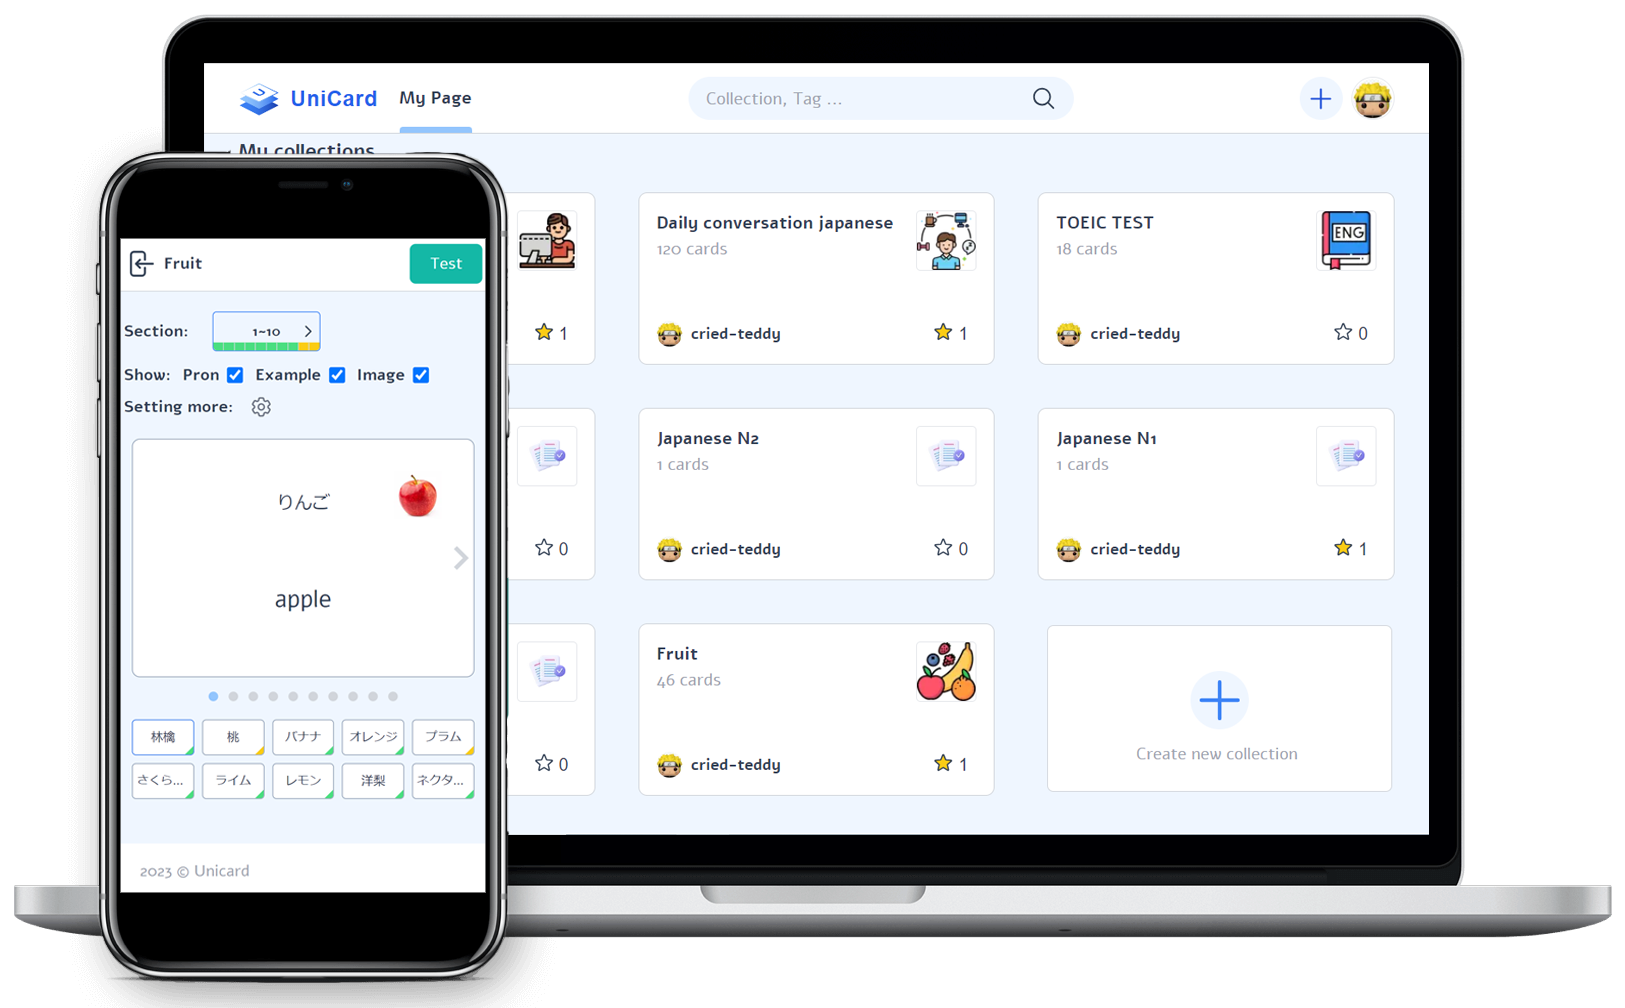 UniCard
My Page
Collection, Tag ...
My collections
1
Daily conversation japanese
120 cards
cried-teddy
1
TOEIC TEST
18 cards
ENG
cried-teddy
0
0
Japanese N2
1 cards
cried-teddy
0
Japanese N1
1 cards
cried-teddy
1
0
Fruit
46 cards
cried-teddy
1
Create new collection
Fruit
Test
Section:
1~10
Show: Pron Example Image
Setting more:
りんご
apple
林檎 桃 バナナ オレンジ プラム
さくら... ライム レモン 洋梨 ネクタ...
2023 © Unicard